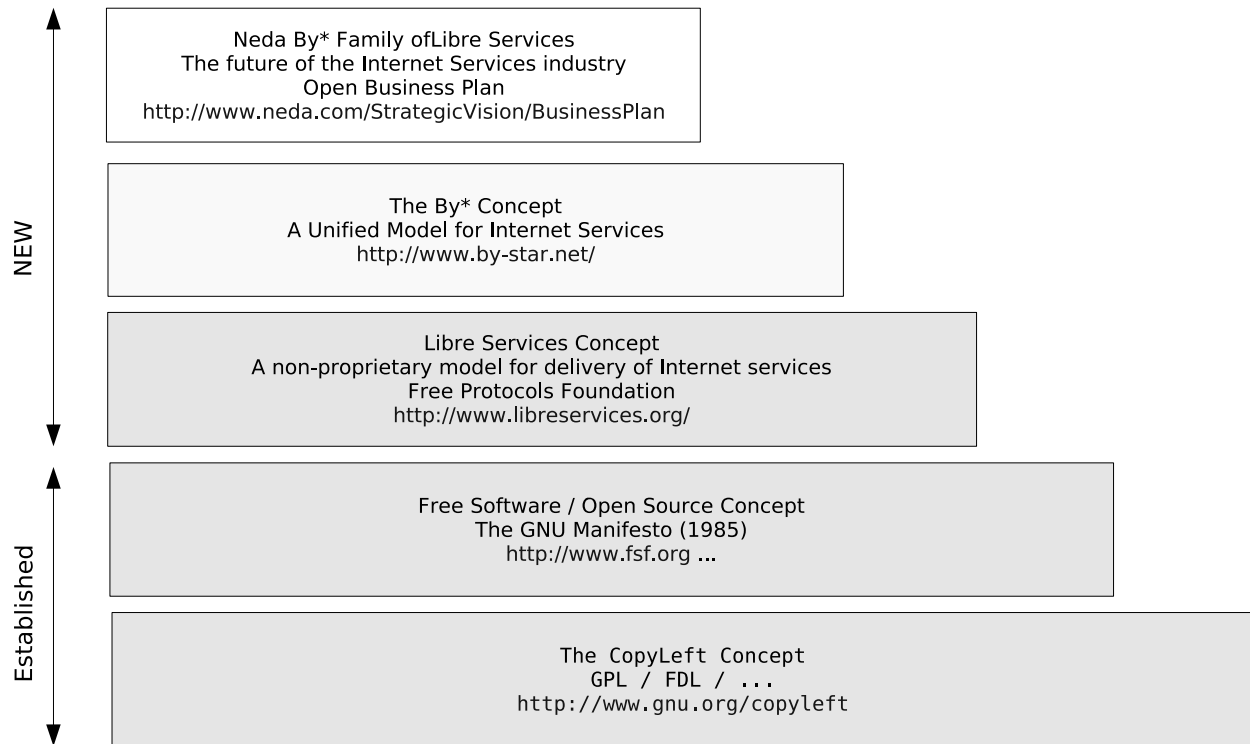 Neda By* Family ofLibre Services
The future of the Internet Services industry
Open Business Plan
http://www.neda.com/StrategicVision/BusinessPlan
NEW
The By* Concept
A Unified Model for Internet Services
http://www.by-star.net/
Libre Services Concept
A non-proprietary model for delivery of Internet services
Free Protocols Foundation
http://www.libreservices.org/
Established
Free Software / Open Source Concept
The GNU Manifesto (1985)
http://www.fsf.org ...
The CopyLeft Concept
GPL / FDL / ...
http://www.gnu.org/copyleft